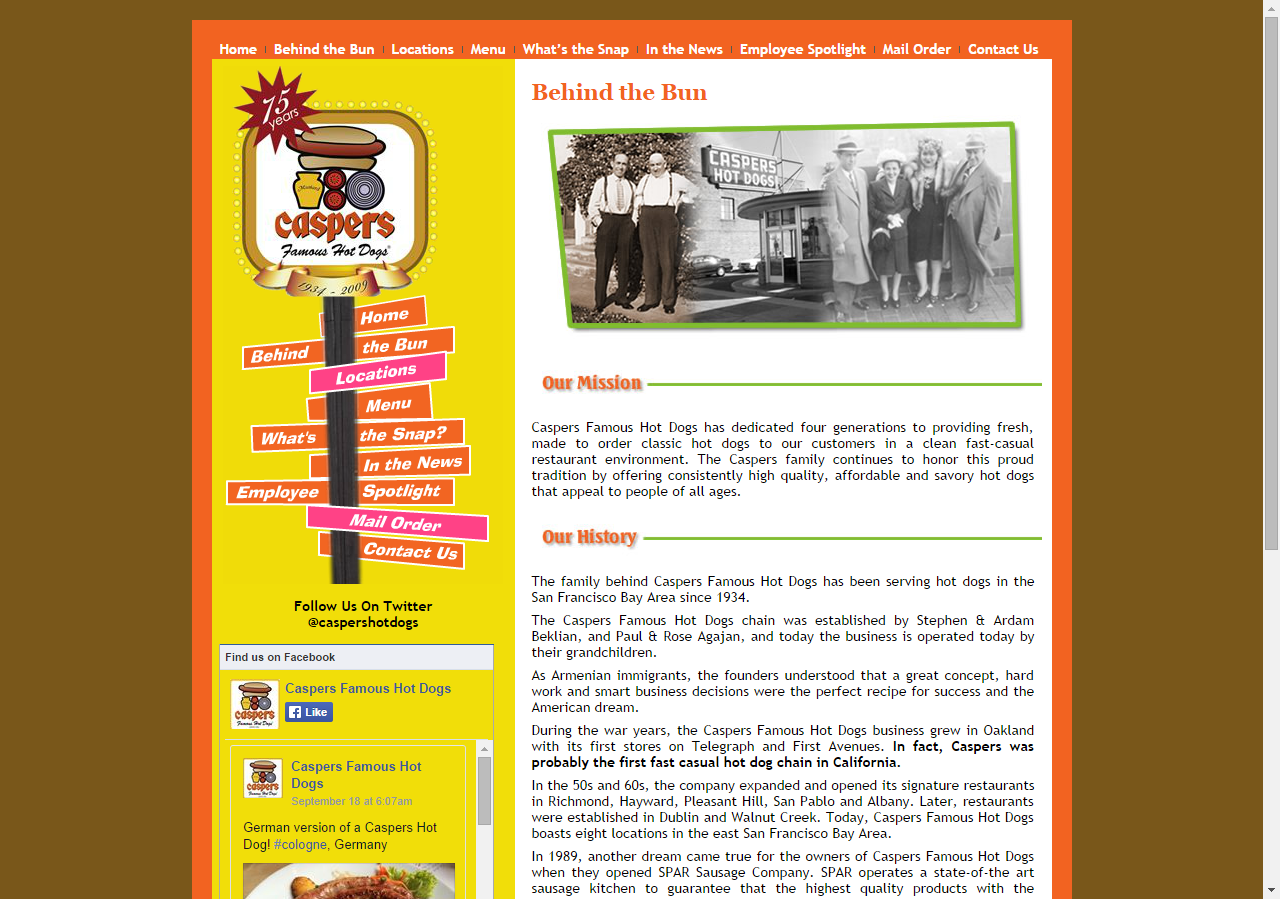 Home Behind the Bun Locations Menu What’s the Snap In the News Employee Spotlight Mail Order Contact Us
75
years
Mustard
caspers
Famous Hot Dogs®
1934 - 2009
Home
Behind the Bun
Locations
Menu
What's the Snap?
In the News
Employee Spotlight
Mail Order
Contact Us
Follow Us On Twitter
@caspershotdogs
Find us on Facebook
caspers
Famous Hot Dogs
Caspers Famous Hot Dogs
Like
caspers
Caspers Famous Hot
Dogs
September 18 at 6:07am
German version of a Caspers Hot
Dog! #cologne, Germany
Behind the Bun
CASPERS
HOT DOGS
Our Mission
Caspers Famous Hot Dogs has dedicated four generations to providing fresh,
made to order classic hot dogs to our customers in a clean fast-casual
restaurant environment. The Caspers family continues to honor this proud
tradition by offering consistently high quality, affordable and savory hot dogs
that appeal to people of all ages.
Our History
The family behind Caspers Famous Hot Dogs has been serving hot dogs in the
San Francisco Bay Area since 1934.
The Caspers Famous Hot Dogs chain was established by Stephen & Ardam
Beklian, and Paul & Rose Agajan, and today the business is operated today by
their grandchildren.
As Armenian immigrants, the founders understood that a great concept, hard
work and smart business decisions were the perfect recipe for success and the
American dream.
During the war years, the Caspers Famous Hot Dogs business grew in Oakland
with its first stores on Telegraph and First Avenues. In fact, Caspers was
probably the first fast casual hot dog chain in California.
In the 50s and 60s, the company expanded and opened its signature restaurants
in Richmond, Hayward, Pleasant Hill, San Pablo and Albany. Later, restaurants
were established in Dublin and Walnut Creek. Today, Caspers Famous Hot Dogs
boasts eight locations in the east San Francisco Bay Area.
In 1989, another dream came true for the owners of Caspers Famous Hot Dogs
when they opened SPAR Sausage Company. SPAR operates a state-of-the art
sausage kitchen to guarantee that the highest quality products with the